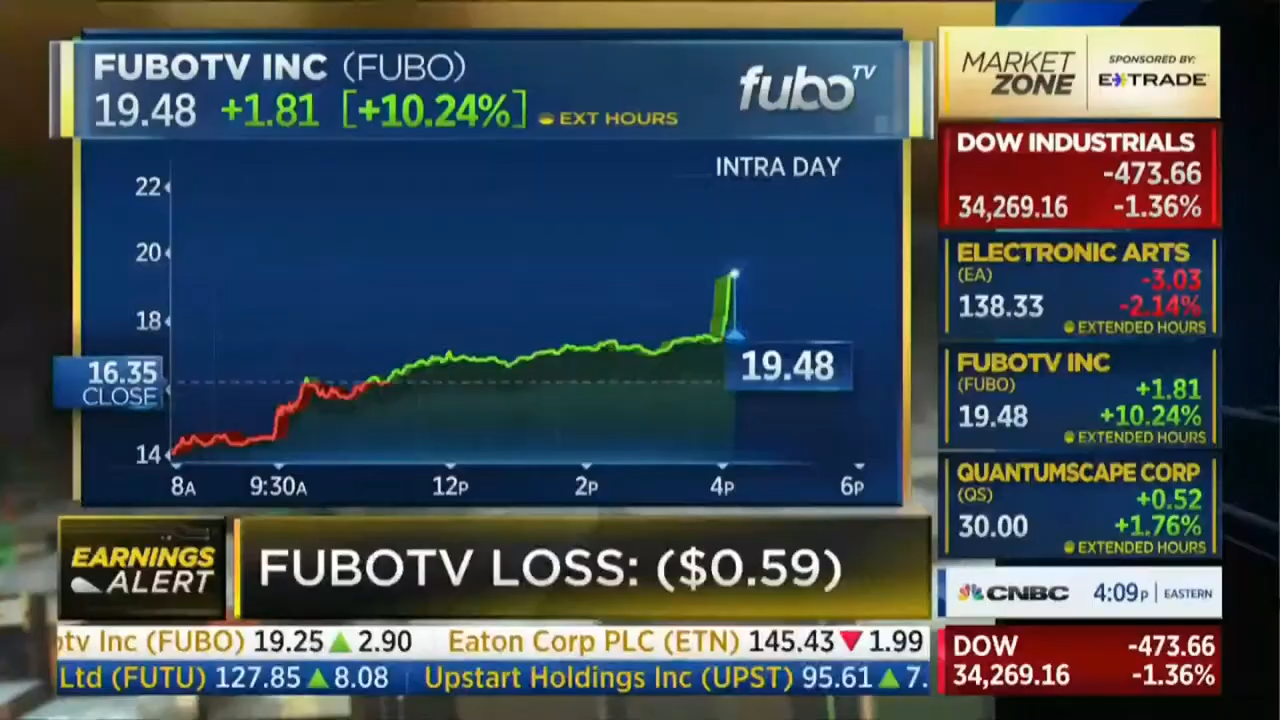 FUBOTV INC (FUBO)
19.48 +1.81 [+10.24%] EXT HOURS
fuboTV
INTRA DAY
22
20
18
16.35
CLOSE
14
19.48
8A 9:30A 12P 2P 4P 6P
EARNINGS
ALERT
FUBOTV LOSS: ($0.59)
otv Inc (FUBO) 19.25 ▲ 2.90 Eaton Corp PLC (ETN) 145.43 ▼ 1.99
Ltd (FUTU) 127.85 ▲ 8.08 Upstart Holdings Inc (UPST) 95.61 ▲ 7.
MARKET
ZONE
SPONSORED BY:
E*TRADE
DOW INDUSTRIALS
-473.66
34,269.16 -1.36%
ELECTRONIC ARTS
(EA) -3.03
138.33 -2.14%
EXTENDED HOURS
FUBOTV INC
(FUBO) +1.81
19.48 +10.24%
EXTENDED HOURS
QUANTUMSCAPE CORP
(QS) +0.52
30.00 +1.76%
EXTENDED HOURS
CNBC 4:09P | EASTERN
DOW -473.66
34,269.16 -1.36%